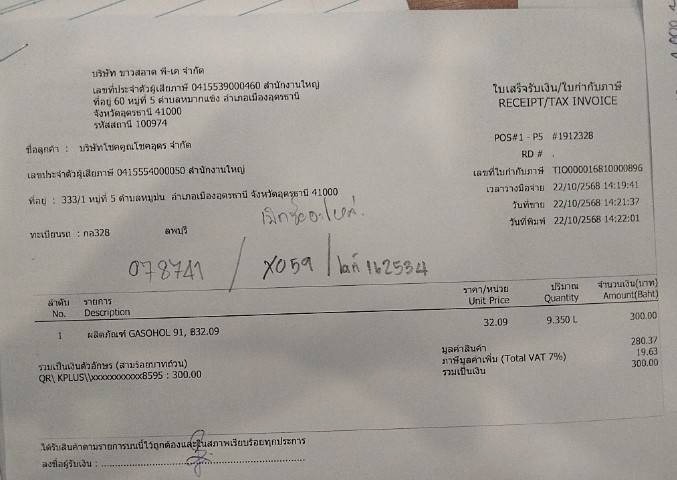 บริษัท ขาวสอาด พี-เค จำกัด
เลขที่ประจำตัวผู้เสียภาษี 0415539000460 สำนักงานใหญ่
ที่อยู่ 60 หมู่ที่ 5 ตำบลหมากแข้ง อำเภอเมืองอุดรธานี
จังหวัดอุดรธานี 41000
รหัสสถานี 100974
ใบเสร็จรับเงิน/ใบกำกับภาษี
RECEIPT/TAX INVOICE
POS#1 - P5 #1912328
RD # .
ชื่อลูกค้า : บริษัทโชคคูณโชคอุดร จำกัด
เลขประจำตัวผู้เสียภาษี 0415554000050 สำนักงานใหญ่
เลขที่ใบกำกับภาษี TIO000016810000896
ที่อยู่ : 333/1 หมู่ที่ 5 ตำบลหมูม่น อำเภอเมืองอุดรธานี จังหวัดอุดรธานี 41000
เวลาวางมือจ่าย 22/10/2568 14:19:41
วันที่ขาย 22/10/2568 14:21:37
วันที่พิมพ์ 22/10/2568 14:22:01
ทะเบียนรถ : กอ328 ลพบุรี
078741 / X059 / 162534
ลำดับ รายการ ราคา/หน่วย ปริมาณ จำนวนเงิน(บาท)
No. Description Unit Price Quantity Amount(Baht)
1 ผลิตภัณฑ์ GASOHOL 91, B32.09 32.09 9.350 L 300.00
มูลค่าสินค้า 280.37
รวมเป็นเงินตัวอักษร (สามร้อยบาทถ้วน) ภาษีมูลค่าเพิ่ม (Total VAT 7%) 19.63
QR\ KPLUS\\xxxxxxxxxxxx8595 : 300.00 รวมเป็นเงิน 300.00
ได้รับสินค้าตามรายการบนนี้ไว้ถูกต้องและในสภาพเรียบร้อยทุกประการ
ลงชื่อผู้รับเงิน :